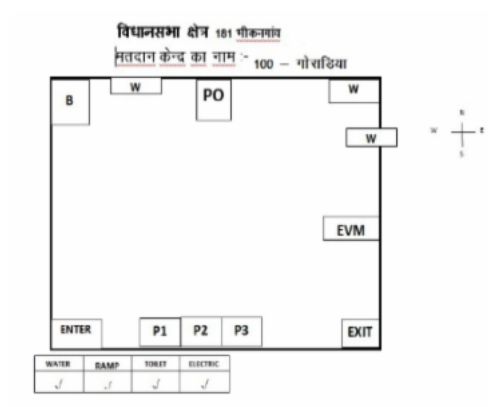 विधानसभा क्षेत्र 181 भीकनगांव
मतदान केन्द का नाम :- 100 – गोराडिया
B W PO W
W
N
W E
S
EVM
ENTER P1 P2 P3 EXIT
WATER RAMP TOILET ELECTRIC
√ √ √ √